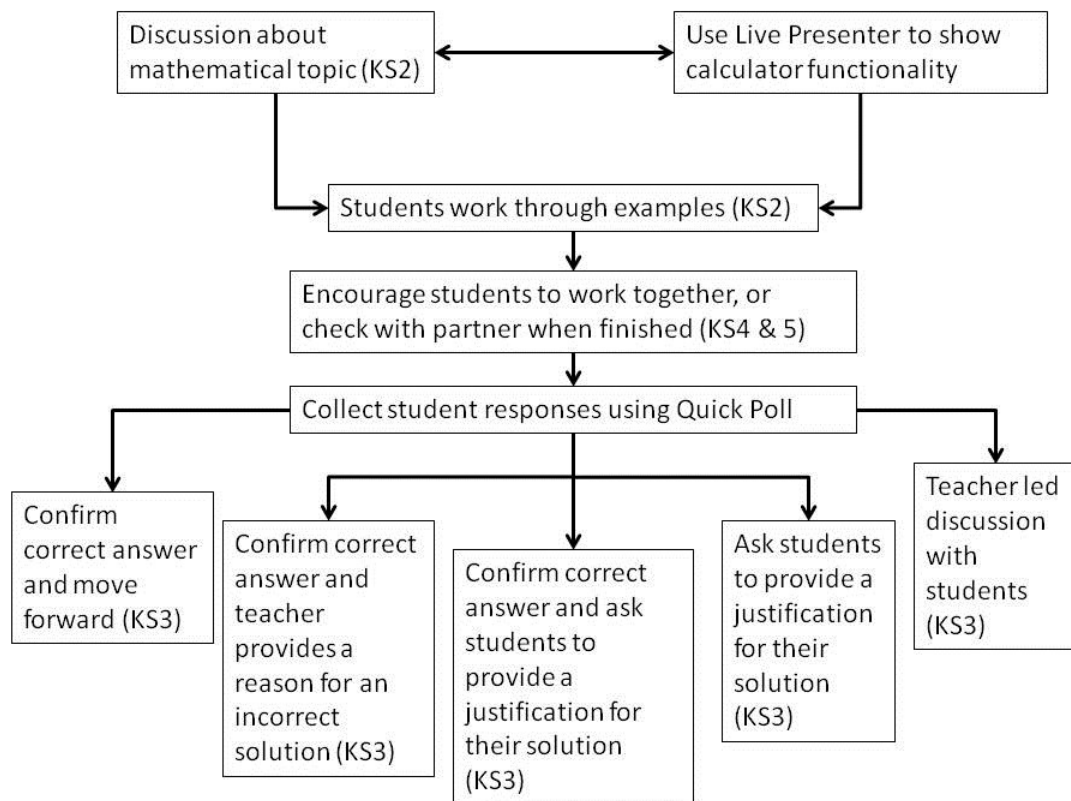 Discussion about
mathematical topic (KS2)
Use Live Presenter to show
calculator functionality
Students work through examples (KS2)
Encourage students to work together, or
check with partner when finished (KS4 & 5)
Collect student responses using Quick Poll
Confirm
correct answer
and move
forward (KS3)
Confirm correct
answer and
teacher
provides a
reason for an
incorrect
solution (KS3)
Confirm correct
answer and ask
students to
provide a
justification for
their solution
(KS3)
Ask students
to provide a
justification
for their
solution
(KS3)
Teacher led
discussion
with
students
(KS3)